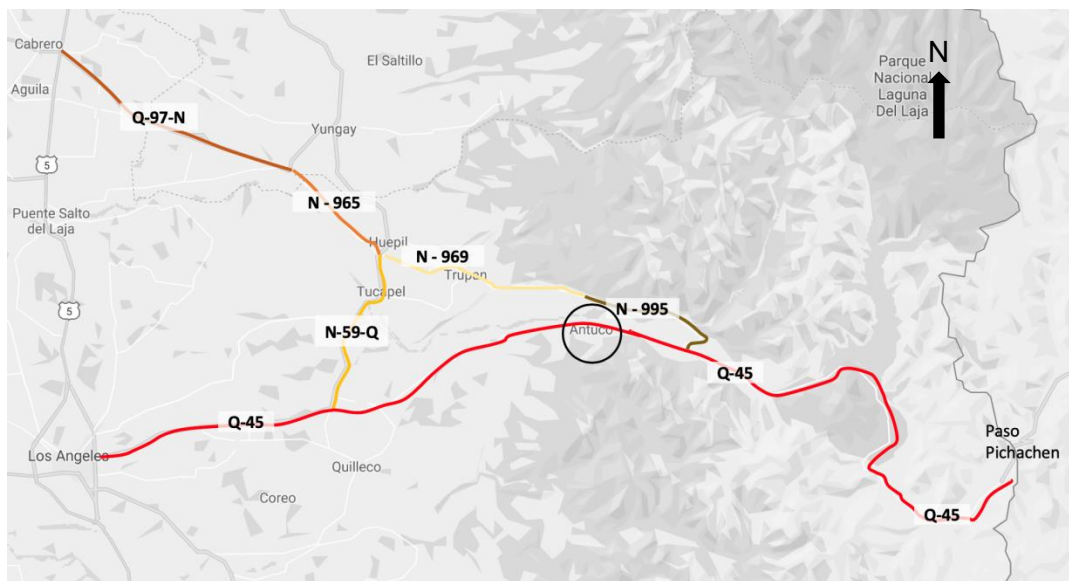 Cabrero
El Saltillo
N
Parque
Nacional
Laguna
Del Laja
Aguila
Q-97-N
Yungay
5
N - 965
Puente Salto
del Laja
Huepil
N - 969
Trupan
Tucapel
5
N - 995
N-59-Q
Antuco
Q-45
Q-45
Paso
Pichachen
Los Angeles
Quilleco
Coreo
Q-45